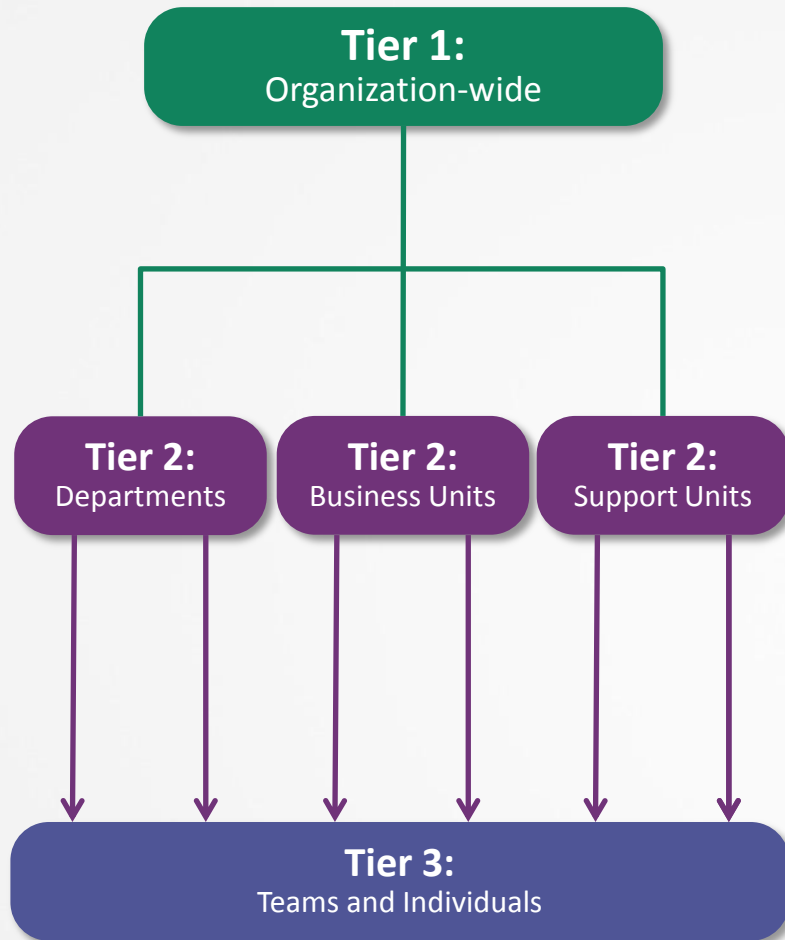 Tier 1:
Organization-wide
Tier 2:
Departments
Tier 2:
Business Units
Tier 2:
Support Units
Tier 3:
Teams and Individuals